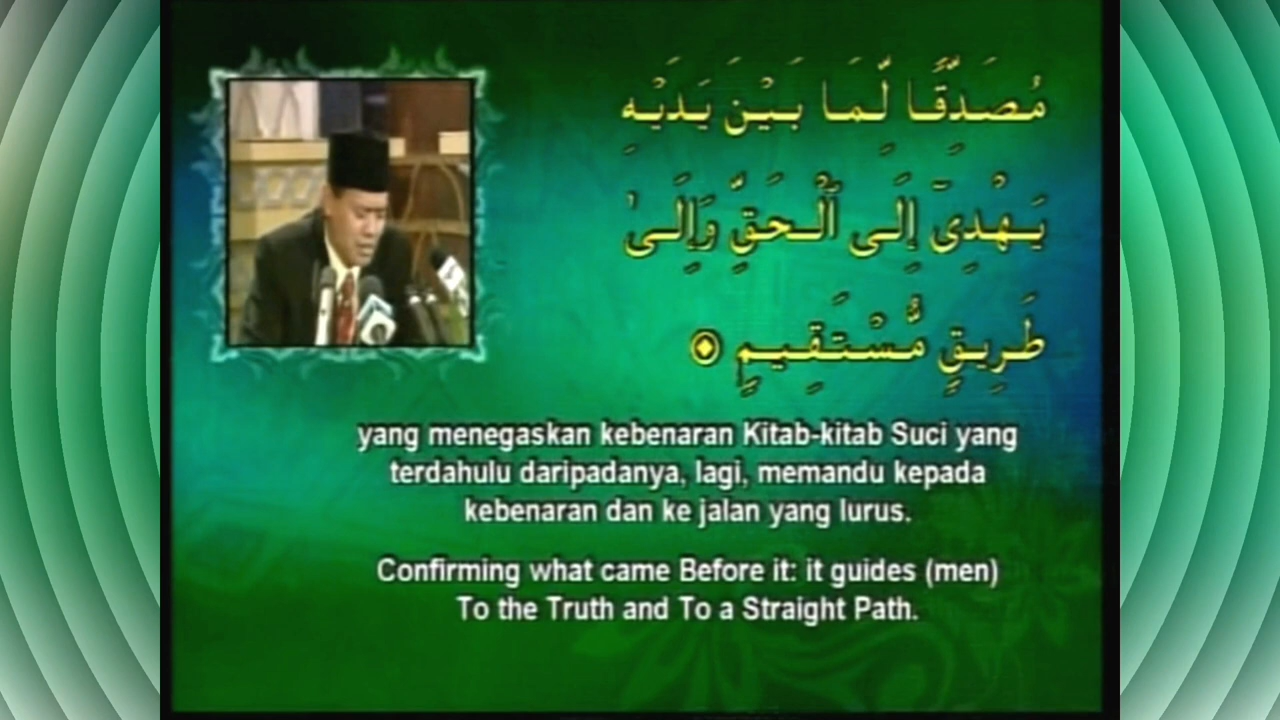 مُصَدِّقًا لِّمَا بَيْنَ يَدَيْهِ
يَهْدِىٓ إِلَى ٱلْحَقِّ وَإِلَىٰ
طَرِيقٍ مُّسْتَقِيمٍ
yang menegaskan kebenaran Kitab-kitab Suci yang
terdahulu daripadanya, lagi, memandu kepada
kebenaran dan ke jalan yang lurus.
Confirming what came Before it: it guides (men)
To the Truth and To a Straight Path.